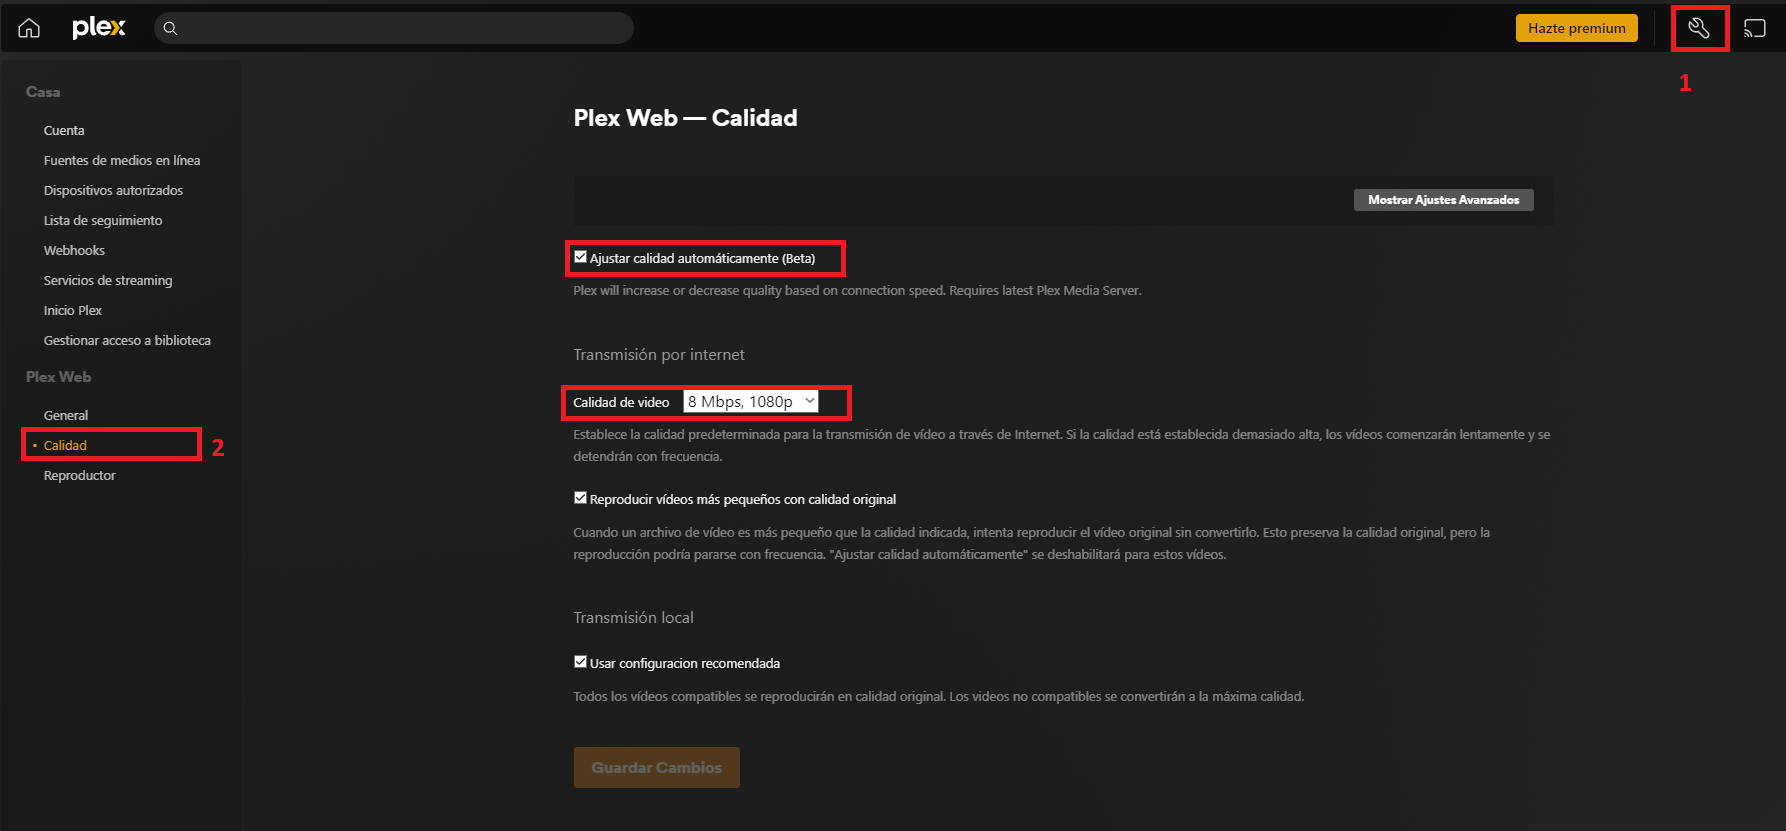 plex
Hazte premium
1
Casa
Cuenta
Fuentes de medios en línea
Dispositivos autorizados
Lista de seguimiento
Webhooks
Servicios de streaming
Inicio Plex
Gestionar acceso a biblioteca
Plex Web
General
• Calidad
2
Reproductor
Plex Web — Calidad
Mostrar Ajustes Avanzados
Ajustar calidad automáticamente (Beta)
Plex will increase or decrease quality based on connection speed. Requires latest Plex Media Server.
Transmisión por internet
Calidad de video 8 Mbps, 1080p
Establece la calidad predeterminada para la transmisión de vídeo a través de Internet. Si la calidad está establecida demasiado alta, los vídeos comenzarán lentamente y se
detendrán con frecuencia.
Reproducir vídeos más pequeños con calidad original
Cuando un archivo de vídeo es más pequeño que la calidad indicada, intenta reproducir el vídeo original sin convertirlo. Esto preserva la calidad original, pero la
reproducción podría pararse con frecuencia. "Ajustar calidad automáticamente" se deshabilitará para estos vídeos.
Transmisión local
Usar configuracion recomendada
Todos los vídeos compatibles se reproducirán en calidad original. Los videos no compatibles se convertirán a la máxima calidad.
Guardar Cambios